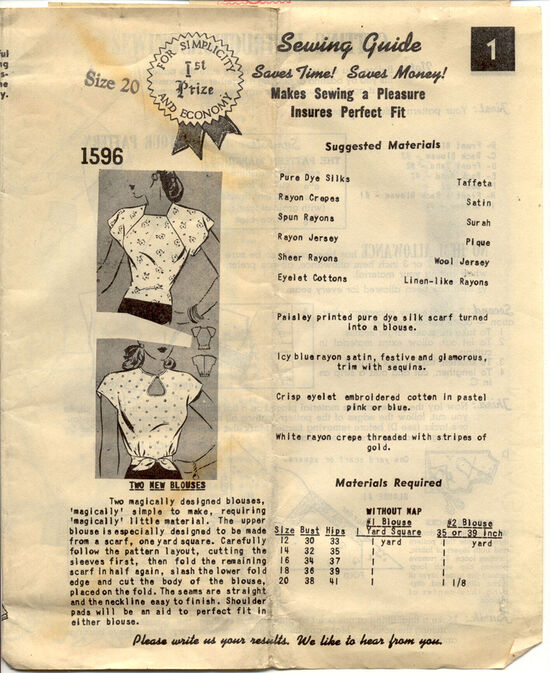 Size 20
FOR SIMPLICITY
1st
Prize
AND ECONOMY
Sewing Guide
1
Saves Time! Saves Money!
Makes Sewing a Pleasure
Insures Perfect Fit
1596
Suggested Materials
Pure Dye Silks Taffeta
Rayon Crepes Satin
Spun Rayons Surah
Rayon Jersey Pique
Sheer Rayons Wool Jersey
Eyelet Cottons Linen-like Rayons
Paisley printed pure dye silk scarf turned
into a blouse.
Icy blue rayon satin, festive and glamorous,
trim with sequins.
Crisp eyelet embroidered cotton in pastel
pink or blue.
White rayon crepe threaded with stripes of
gold.
TWO NEW BLOUSES
Two magically designed blouses,
'magically' simple to make, requiring
'magically' little material. The upper
blouse is especially designed to be made
from a scarf, one yard square. Carefully
follow the pattern layout, cutting the
sleeves first, then fold the remaining
scarf in half again, slash the lower fold
edge and cut the body of the blouse,
placed on the fold. The seams are straight
and the neckline easy to finish. Shoulder
pads will be an aid to perfect fit in
either blouse.
Materials Required
WITHOUT NAP
#1 Blouse #2 Blouse
Size Bust Hips 1 Yard Square 35 or 39 inch
12 30 33 1 yard 1 yard
14 32 35 1 1
16 34 37 1 1
18 36 39 1 1
20 38 41 1 1 1/8
Please write us your results. We like to hear from you.